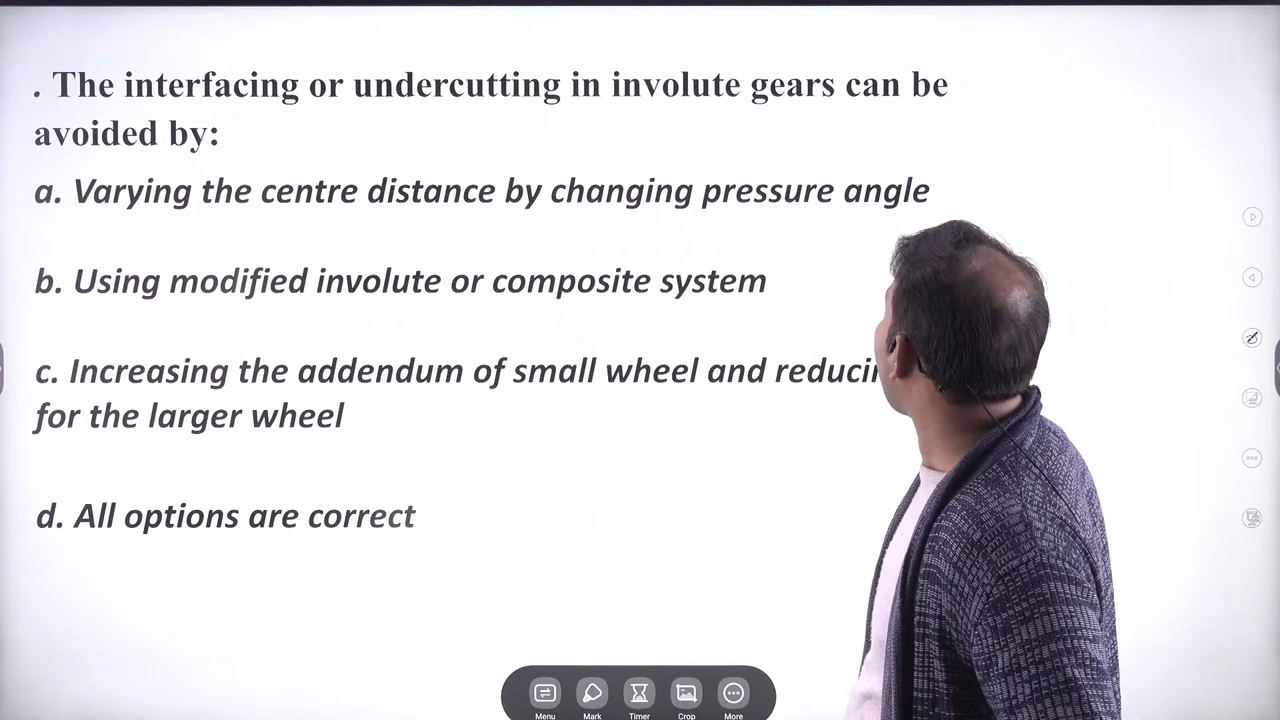 . The interfacing or undercutting in involute gears can be
avoided by:
a. Varying the centre distance by changing pressure angle
b. Using modified involute or composite system
c. Increasing the addendum of small wheel and
for the larger wheel
d. All options are correct
Menu Mark Timer Crop More